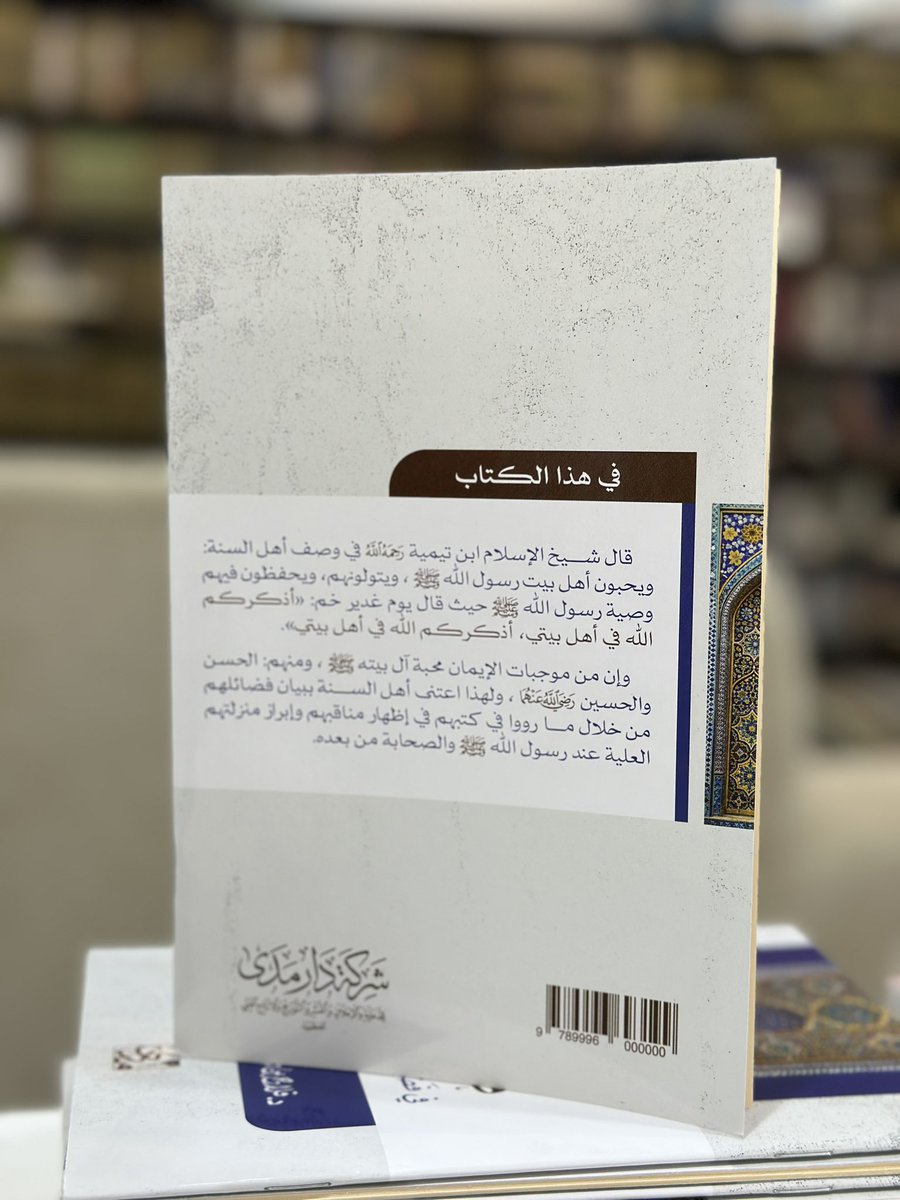 في هذا الكتاب
قال شيخ الإسلام ابن تيمية رَحِمَهُ اللَّهُ في وصف أهل السنة:
ويحبون أهل بيت رسول الله ﷺ ، ويتولونهم، ويحفظون فيهم
وصية رسول الله ﷺ حيث قال يوم غدير خم: «أذكركم
الله في أهل بيتي، أذكركم الله في أهل بيتي».
وإن من موجبات الإيمان محبة آل بيته ﷺ ، ومنهم: الحسن
والحسين رَضِيَ اللَّهُ عَنْهُمَا ، ولهذا اعتنى أهل السنة ببيان فضائلهم
من خلال ما رووا في كتبهم في إظهار مناقبهم وإبراز منزلتهم
العلية عند رسول الله ﷺ والصحابة من بعده.
شركة دار مدى
9 789996 000000